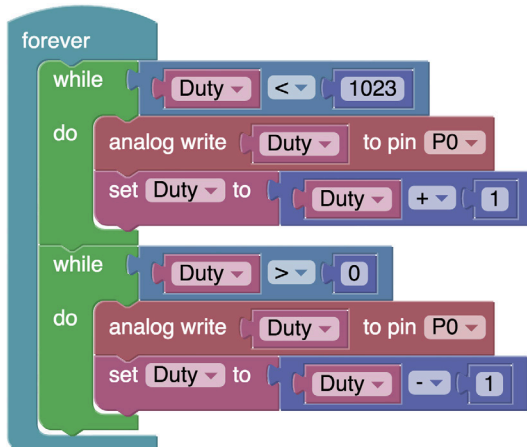 forever
while Duty < 1023
do analog write Duty to pin P0
set Duty to Duty + 1
while Duty > 0
do analog write Duty to pin P0
set Duty to Duty - 1